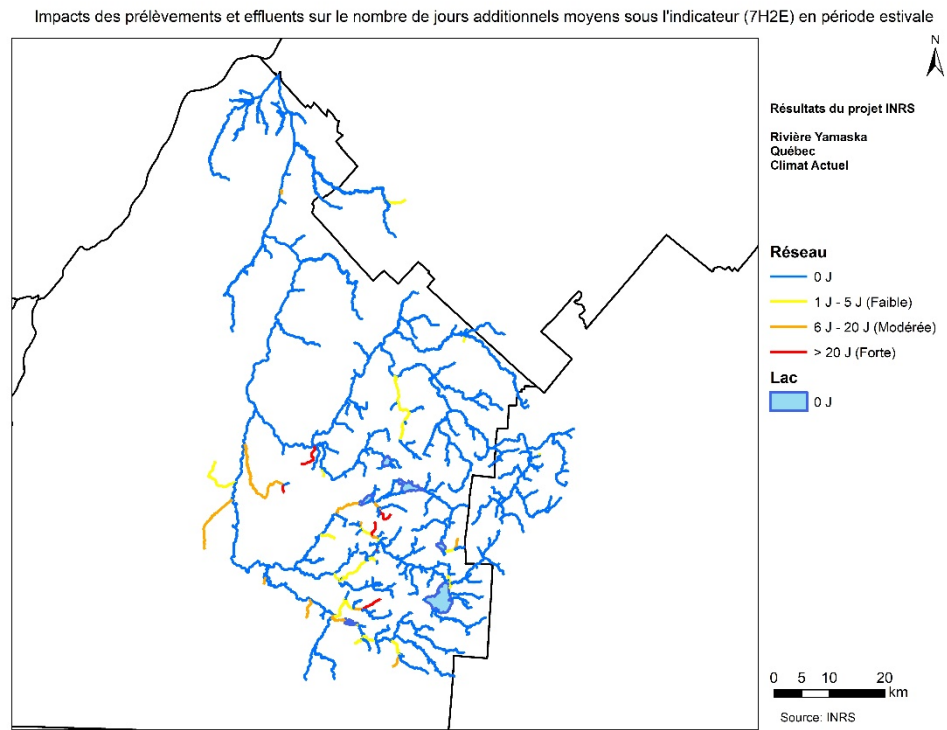 Impacts des prélèvements et effluents sur le nombre de jours additionnels moyens sous l'indicateur (7H2E) en période estivale
N
Résultats du projet INRS
Rivière Yamaska
Québec
Climat Actuel
Réseau
0 J
1 J - 5 J (Faible)
6 J - 20 J (Modérée)
> 20 J (Forte)
Lac
0 J
0 5 10 20
km
Source: INRS